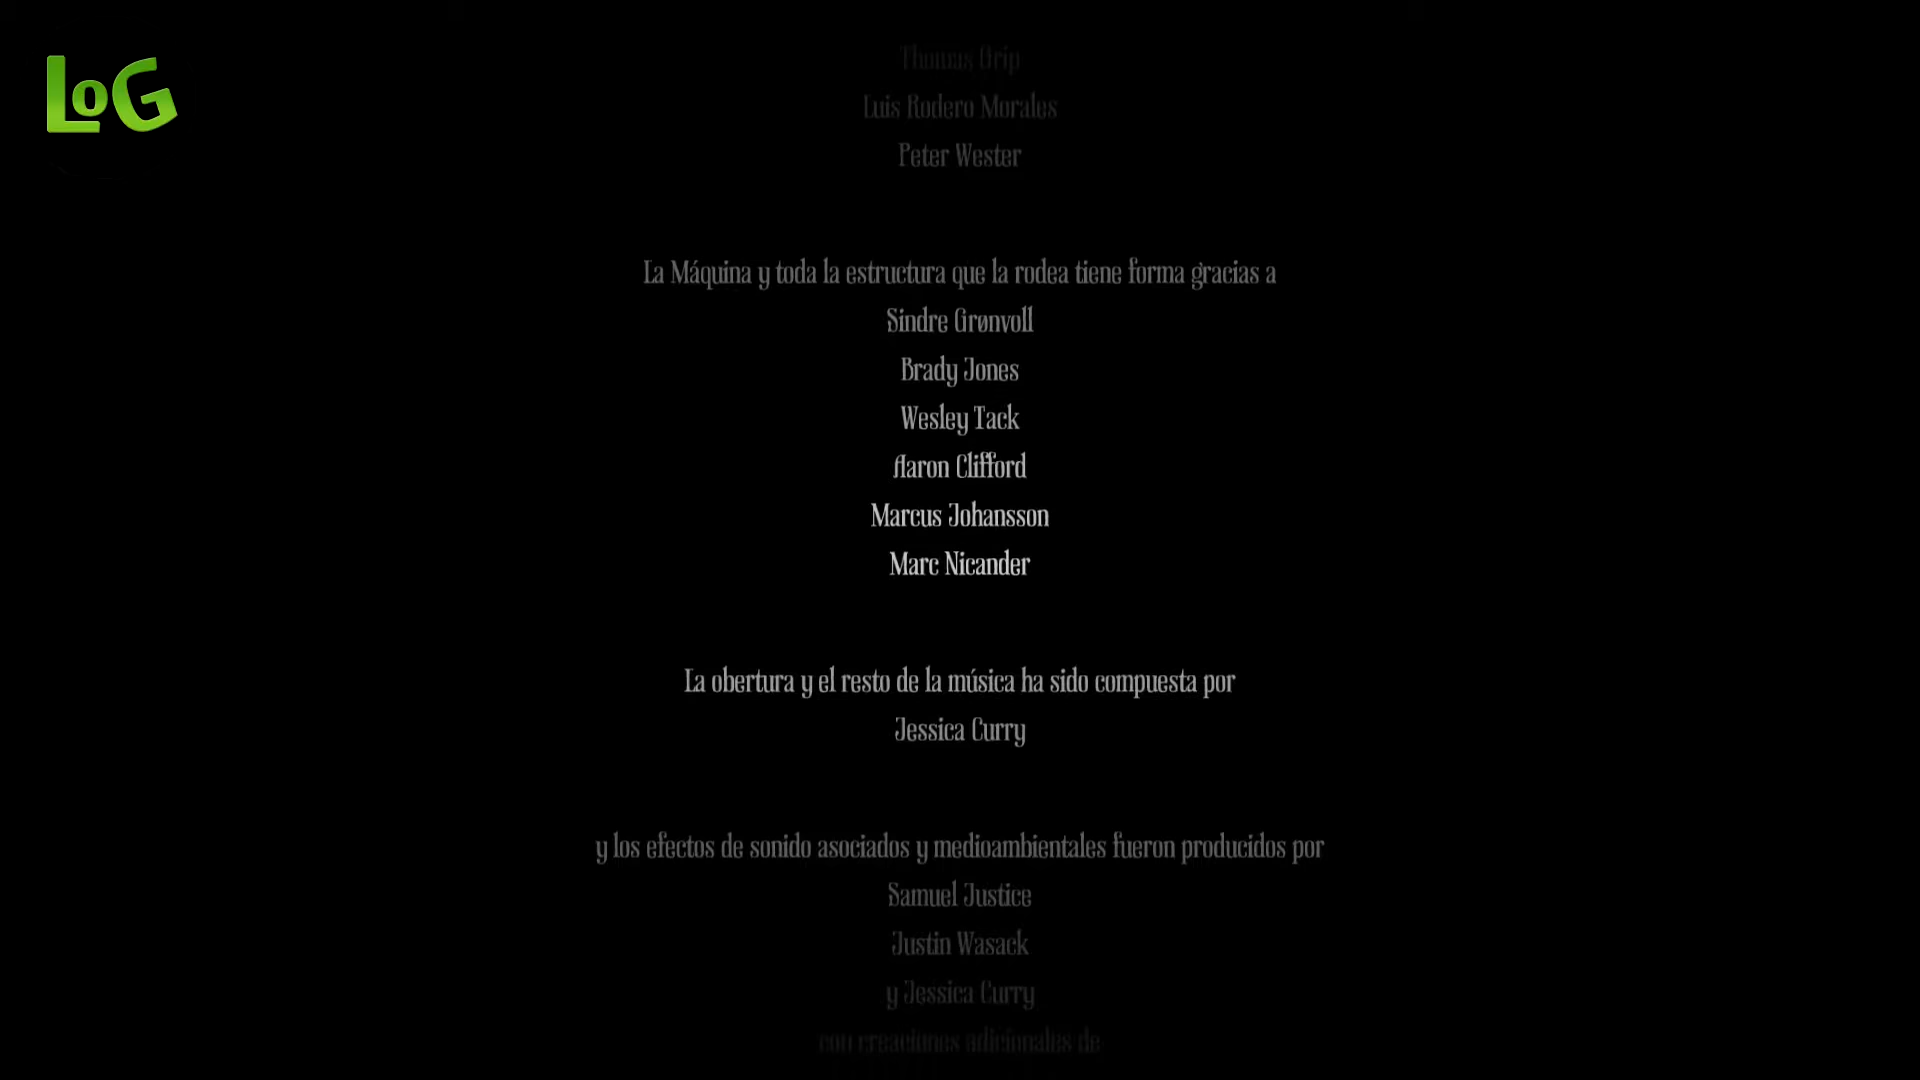 LoG
Thomas Grip
Luis Rodero Morales
Peter Wester
La Máquina y toda la estructura que la rodea tiene forma gracias a
Sindre Grønvoll
Brady Jones
Wesley Tack
Aaron Clifford
Marcus Johansson
Marc Nicander
La obertura y el resto de la música ha sido compuesta por
Jessica Curry
y los efectos de sonido asociados y medioambientales fueron producidos por
Samuel Justice
Justin Wasack
y Jessica Curry
con creaciones adicionales de